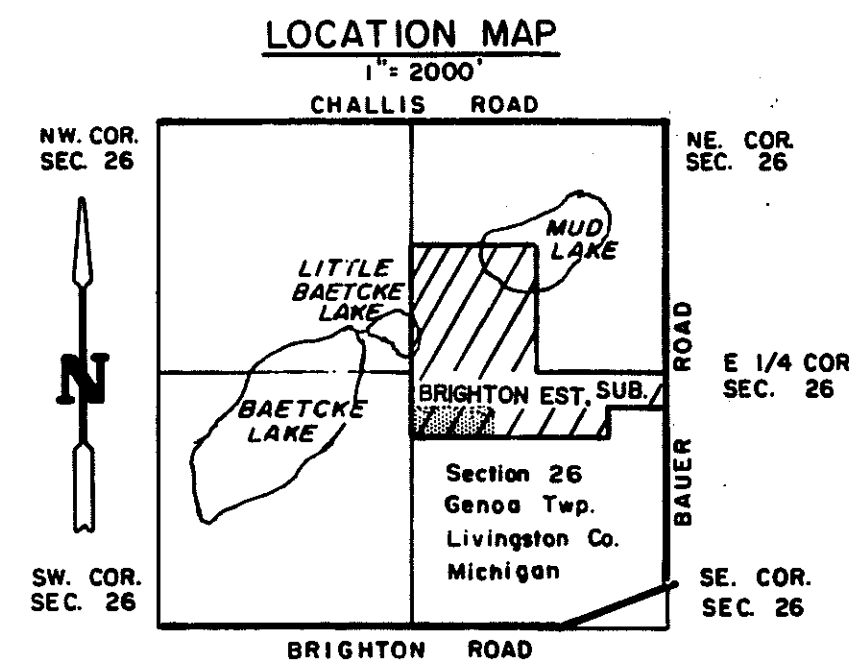 LOCATION MAP
1"= 2000'
CHALLIS ROAD
NW. COR.
SEC. 26
NE. COR.
SEC. 26
MUD
LAKE
LITTLE
BAETCKE
LAKE
N
ROAD
E 1/4 COR
SEC. 26
BRIGHTON EST. SUB.
BAETCKE
LAKE
BAUER
Section 26
Genoa Twp.
Livingston Co.
Michigan
SW. COR.
SEC. 26
SE. COR.
SEC. 26
BRIGHTON ROAD